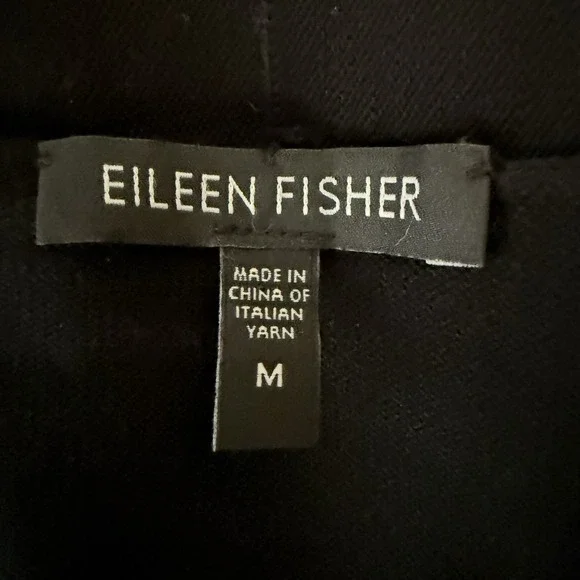 EILEEN FISHER
MADE IN
CHINA OF
ITALIAN
YARN
M